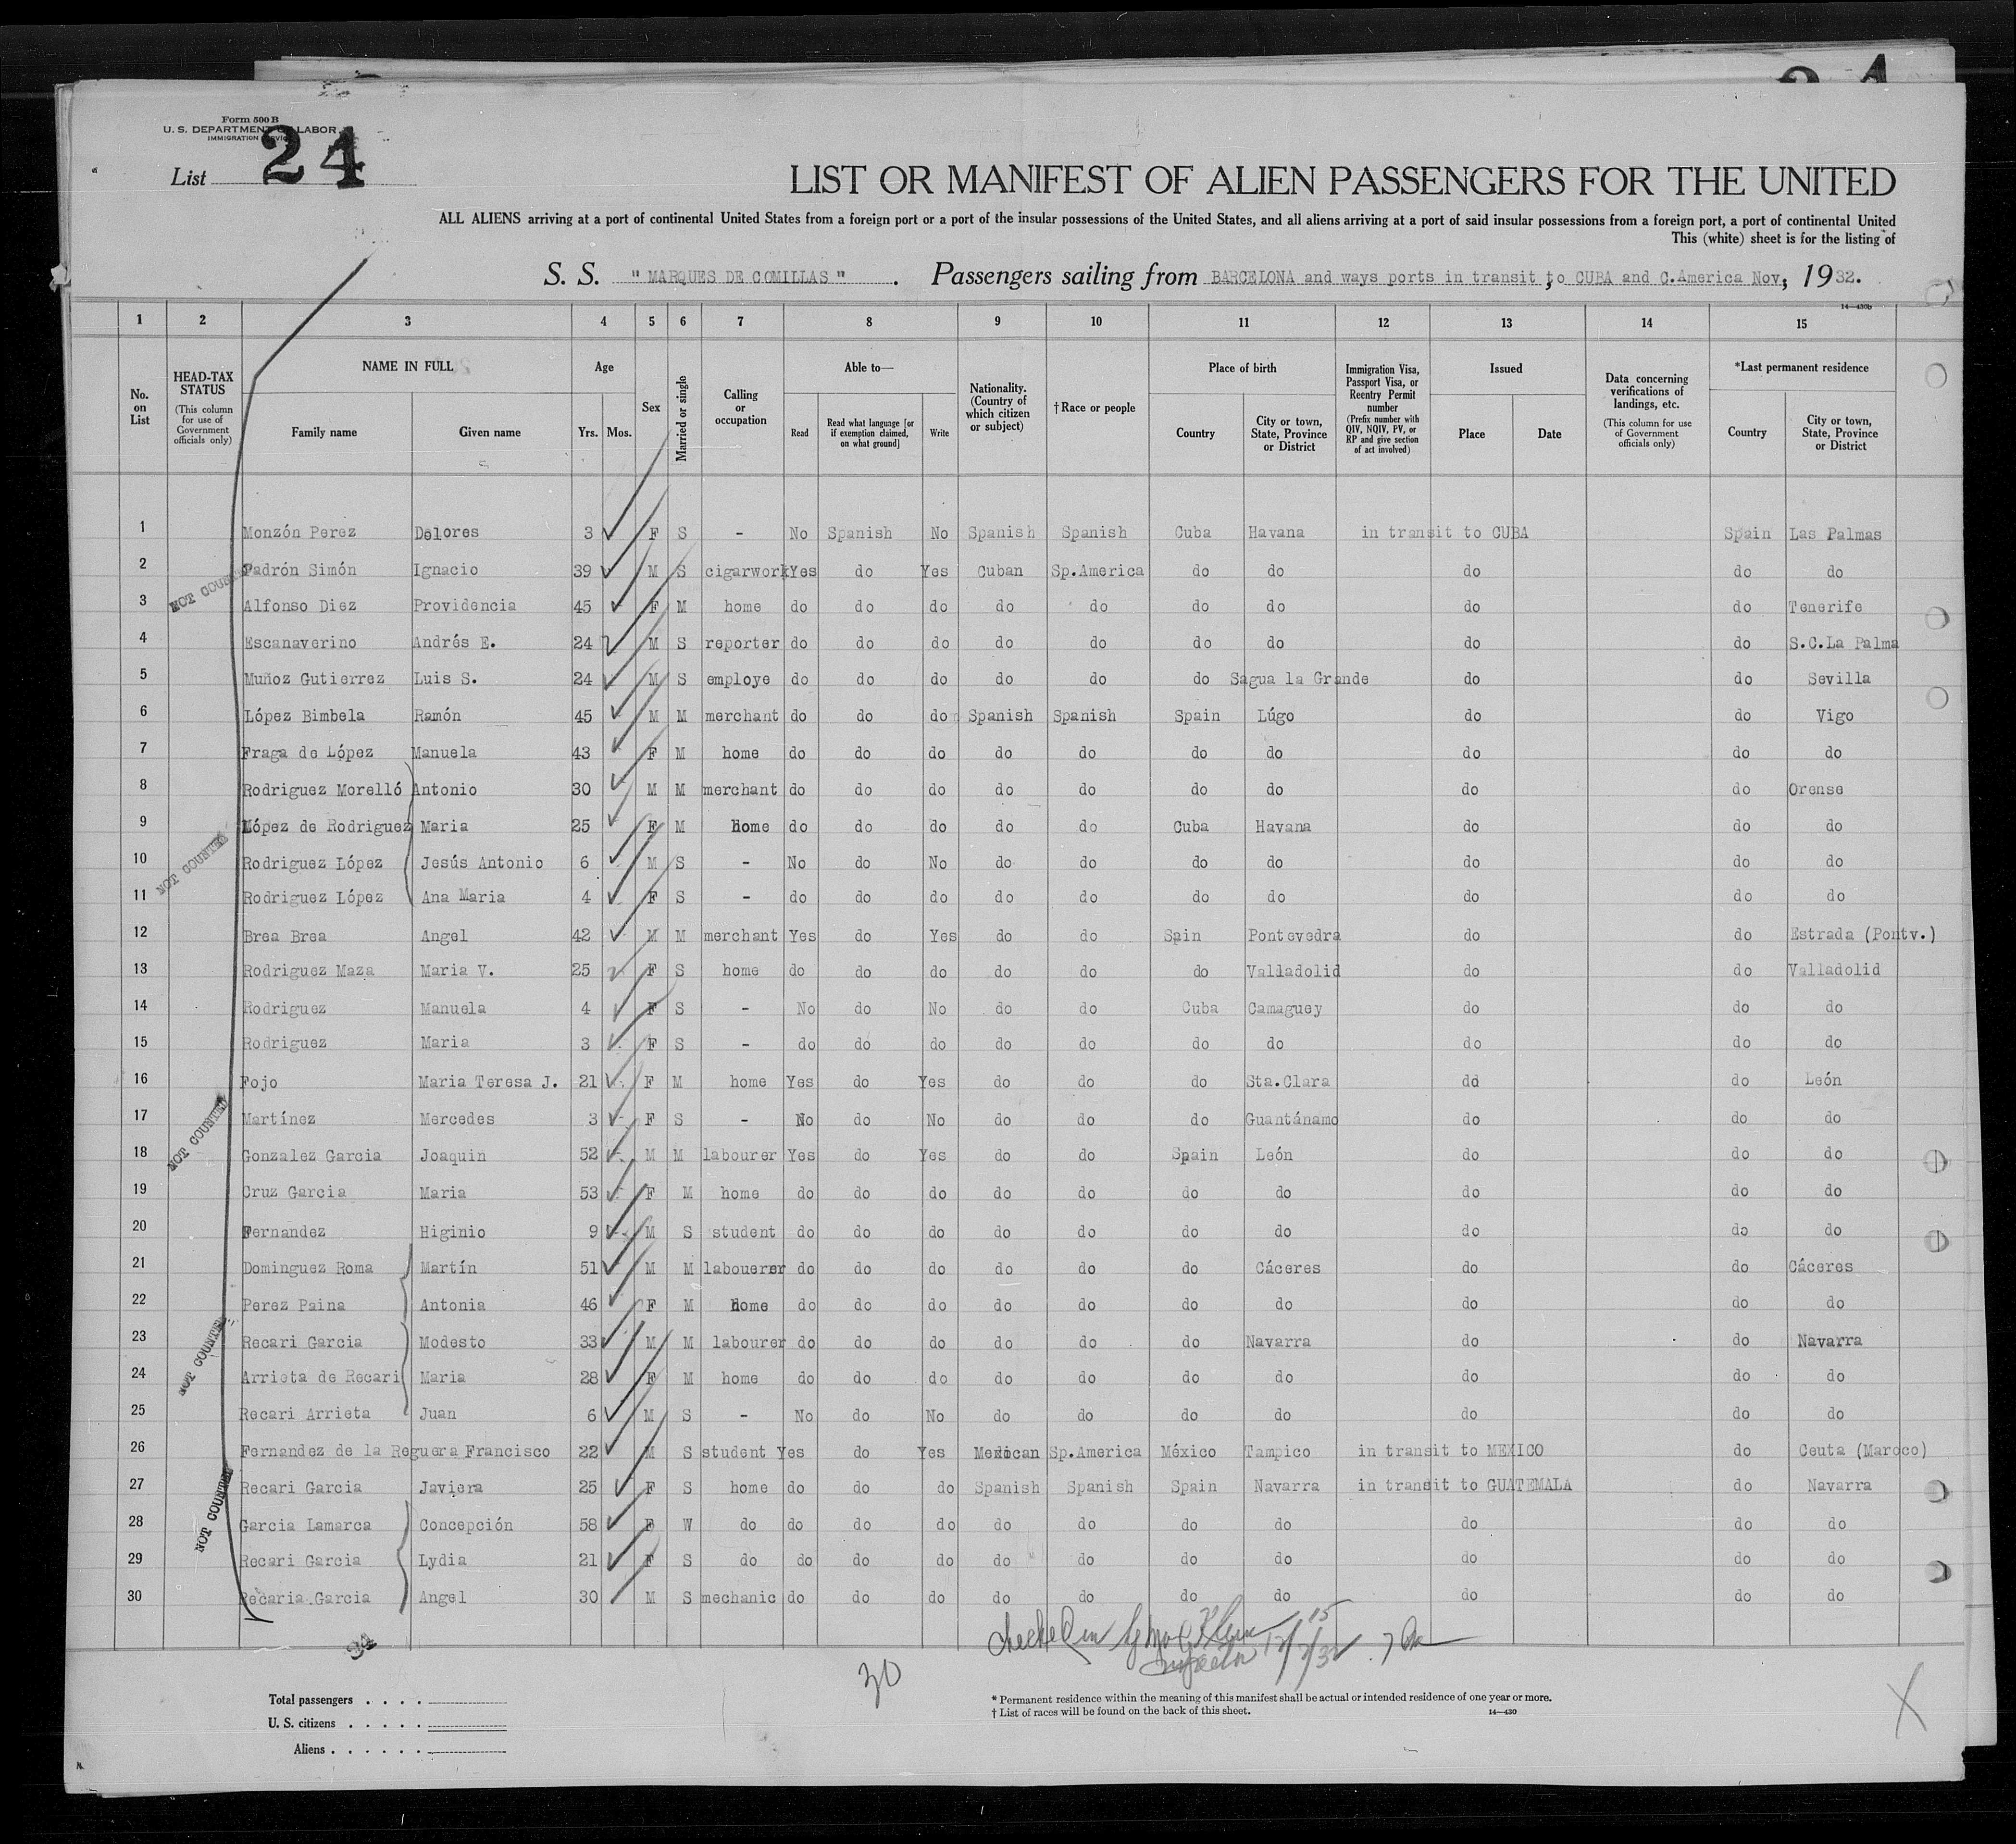 Form 500 B
U. S. DEPARTMENT OF LABOR
IMMIGRATION SERVICE
List 24
LIST OR MANIFEST OF ALIEN PASSENGERS FOR THE UNITED
ALL ALIENS arriving at a port of continental United States from a foreign port or a port of the insular possessions of the United States, and all aliens arriving at a port of said insular possessions from a foreign port, a port of continental United
This (white) sheet is for the listing of
S. S. " MARQUES DE COMILLAS " . Passengers sailing from BARCELONA and ways ports in transit to CUBA and C.America Nov, , 1932.
14—430b
1 2 3 4 5 6 7 8 9 10 11 12 13 14 15
No. on List
HEAD-TAX STATUS (This column for use of Government officials only)
NAME IN FULL Family name Given name
Age Yrs. Mos.
Sex
Married or single
Calling or occupation
Able to— Read Read what language [or if exemption claimed, on what ground] Write
Nationality. (Country of which citizen or subject)
† Race or people
Place of birth Country City or town, State, Province or District
Immigration Visa, Passport Visa, or Reentry Permit number (Prefix number with QIV, NQIV, PV, or RP and give section of act involved)
Issued Place Date
Data concerning verifications of landings, etc. (This column for use of Government officials only)
*Last permanent residence Country City or town, State, Province or District
1 Monzón Perez Dolores 3 F S - No Spanish No Spanish Spanish Cuba Havana in transit to CUBA Spain Las Palmas
2 Padrón Simón Ignacio 39 M S cigarwork Yes do Yes Cuban Sp.America do do do do do
NOT COUNTED
3 Alfonso Diez Providencia 45 F M home do do do do do do do do do Tenerife
4 Escanaverino Andrés E. 24 M S reporter do do do do do do do do do S.C.La Palma
5 Muñoz Gutierrez Luis S. 24 M S employe do do do do do do Sagua la Grande do do Sevilla
6 López Bimbela Ramón 45 M M merchant do do do Spanish Spanish Spain Lúgo do do Vigo
7 Fraga de López Manuela 43 F M home do do do do do do do do do do
8 Rodriguez Morelló Antonio 30 M M merchant do do do do do do do do do Orense
9 López de Rodriguez Maria 25 F M home do do do do do Cuba Havana do do do
10 Rodriguez López Jesús Antonio 6 M S - No do No do do do do do do do
NOT COUNTED
11 Rodriguez López Ana Maria 4 F S - do do do do do do do do do do
12 Brea Brea Angel 42 M M merchant Yes do Yes do do Spin Pontevedra do do Estrada (Pontv.)
13 Rodriguez Maza Maria V. 25 F S home do do do do do do Valladolid do do Valladolid
14 Rodriguez Manuela 4 F S - No do No do do Cuba Camaguey do do do
15 Rodriguez Maria 3 F S - do do do do do do do do do do
16 Fojo Maria Teresa J. 21 F M home Yes do Yes do do do Sta.Clara dd do León
17 Martínez Mercedes 3 F S - No do No do do do Guantánamo do do do
NOT COUNTED
18 Gonzalez Garcia Joaquin 52 M M labourer Yes do Yes do do Spain León do do do
19 Cruz Garcia Maria 53 F M home do do do do do do do do do do
20 Fernandez Higinio 9 M S student do do do do do do do do do do
21 Dominguez Roma Martín 51 M M labouerer do do do do do do Cáceres do do Cáceres
22 Perez Paina Antonia 46 F M home do do do do do do do do do do
23 Recari Garcia Modesto 33 M M labourer do do do do do do Navarra do do Navarra
NOT COUNTED
24 Arrieta de Recari Maria 28 F M home do do do do do do do do do do
25 Recari Arrieta Juan 6 M S - No do No do do do do do do do
26 Fernandez de la Reguera Francisco 22 M S student Yes do Yes Mexican Sp.America México Tampico in transit to MEXICO do Ceuta (Maroco)
27 Recari Garcia Javiera 25 F S home do do do Spanish Spanish Spain Navarra in transit to GUATEMALA do Navarra
NOT COUNTED
28 Garcia Lamarca Concepción 58 F W do do do do do do do do do do do
29 Recari Garcia Lydia 21 F S do do do do do do do do do do do
30 Recaria.Garcia Angel 30 M S mechanic do do do do do do do do do do
24
30
Total passengers . . . .
U. S. citizens . . . . .
Aliens . . . . . .
* Permanent residence within the meaning of this manifest shall be actual or intended residence of one year or more.
† List of races will be found on the back of this sheet.
14—430
X